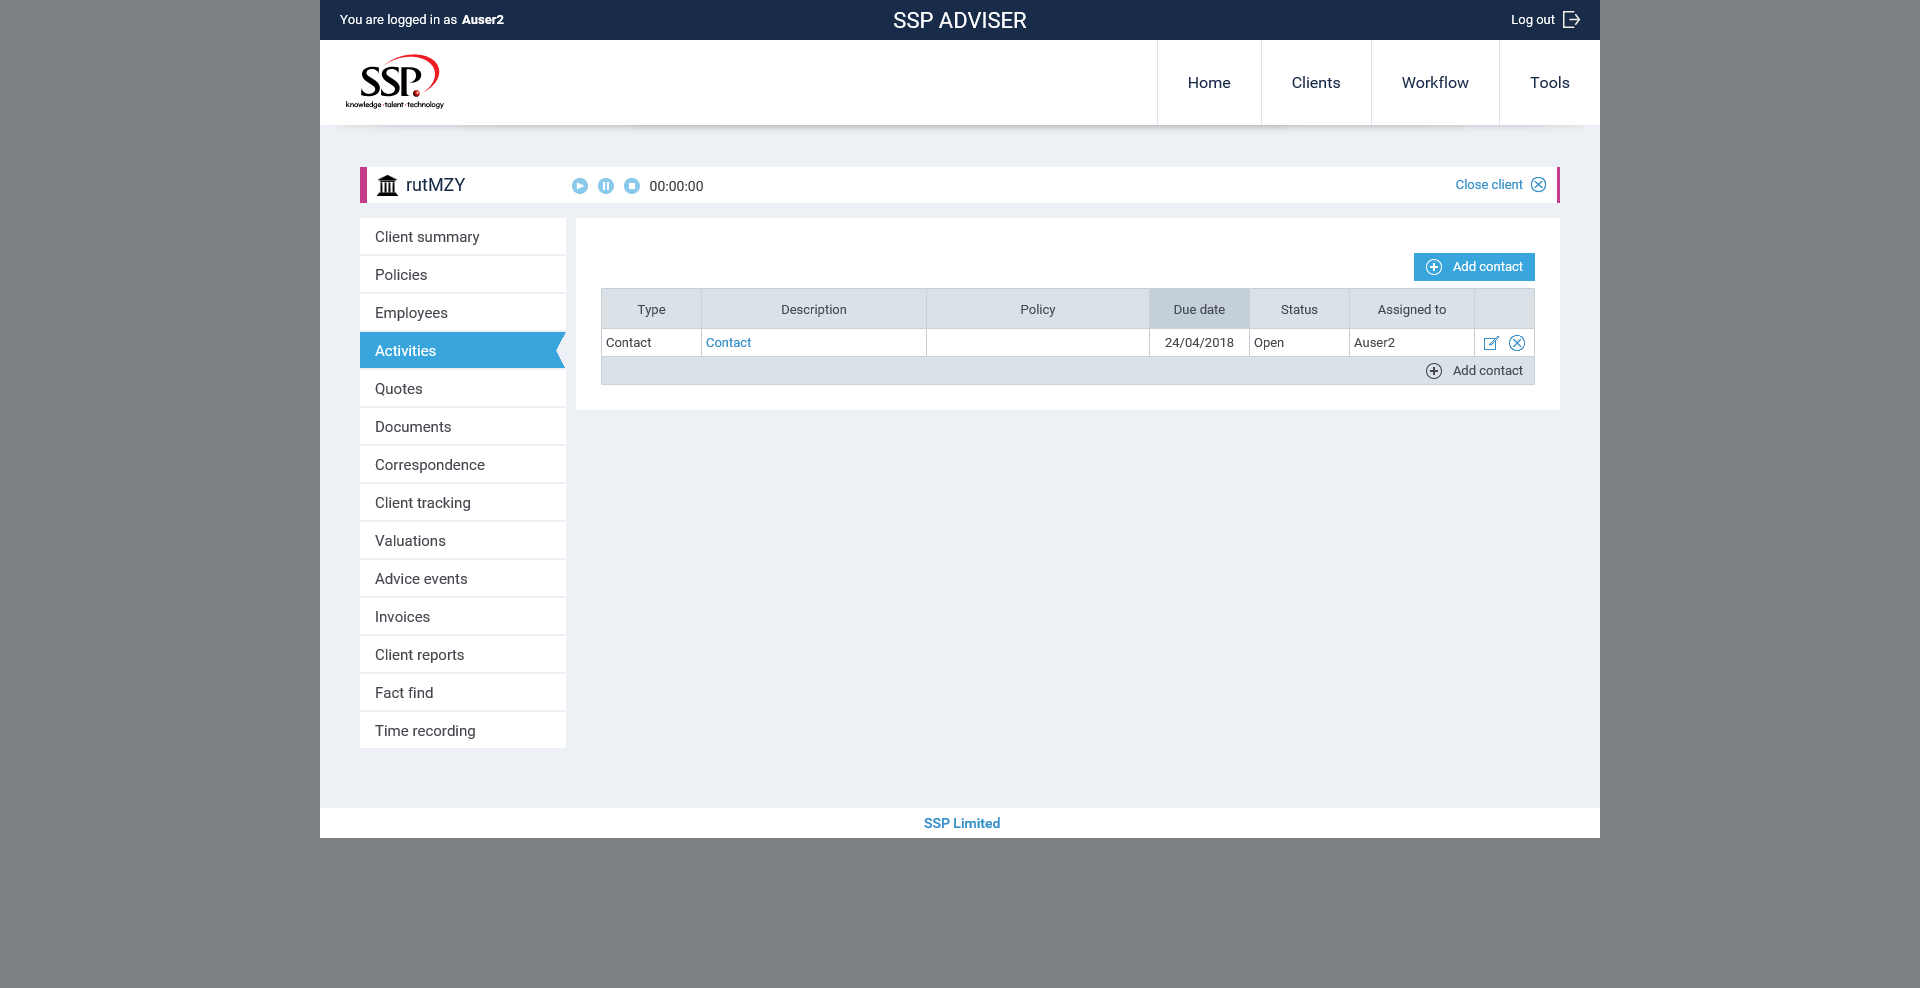 You are logged in as Auser2
SSP ADVISER
Log out
SSP.
knowledge·talent·technology
Home
Clients
Workflow
Tools
rutMZY
00:00:00
Close client
Client summary
Policies
Employees
Activities
Quotes
Documents
Correspondence
Client tracking
Valuations
Advice events
Invoices
Client reports
Fact find
Time recording
Add contact
Type Description Policy Due date Status Assigned to
Contact Contact 24/04/2018 Open Auser2
Add contact
SSP Limited